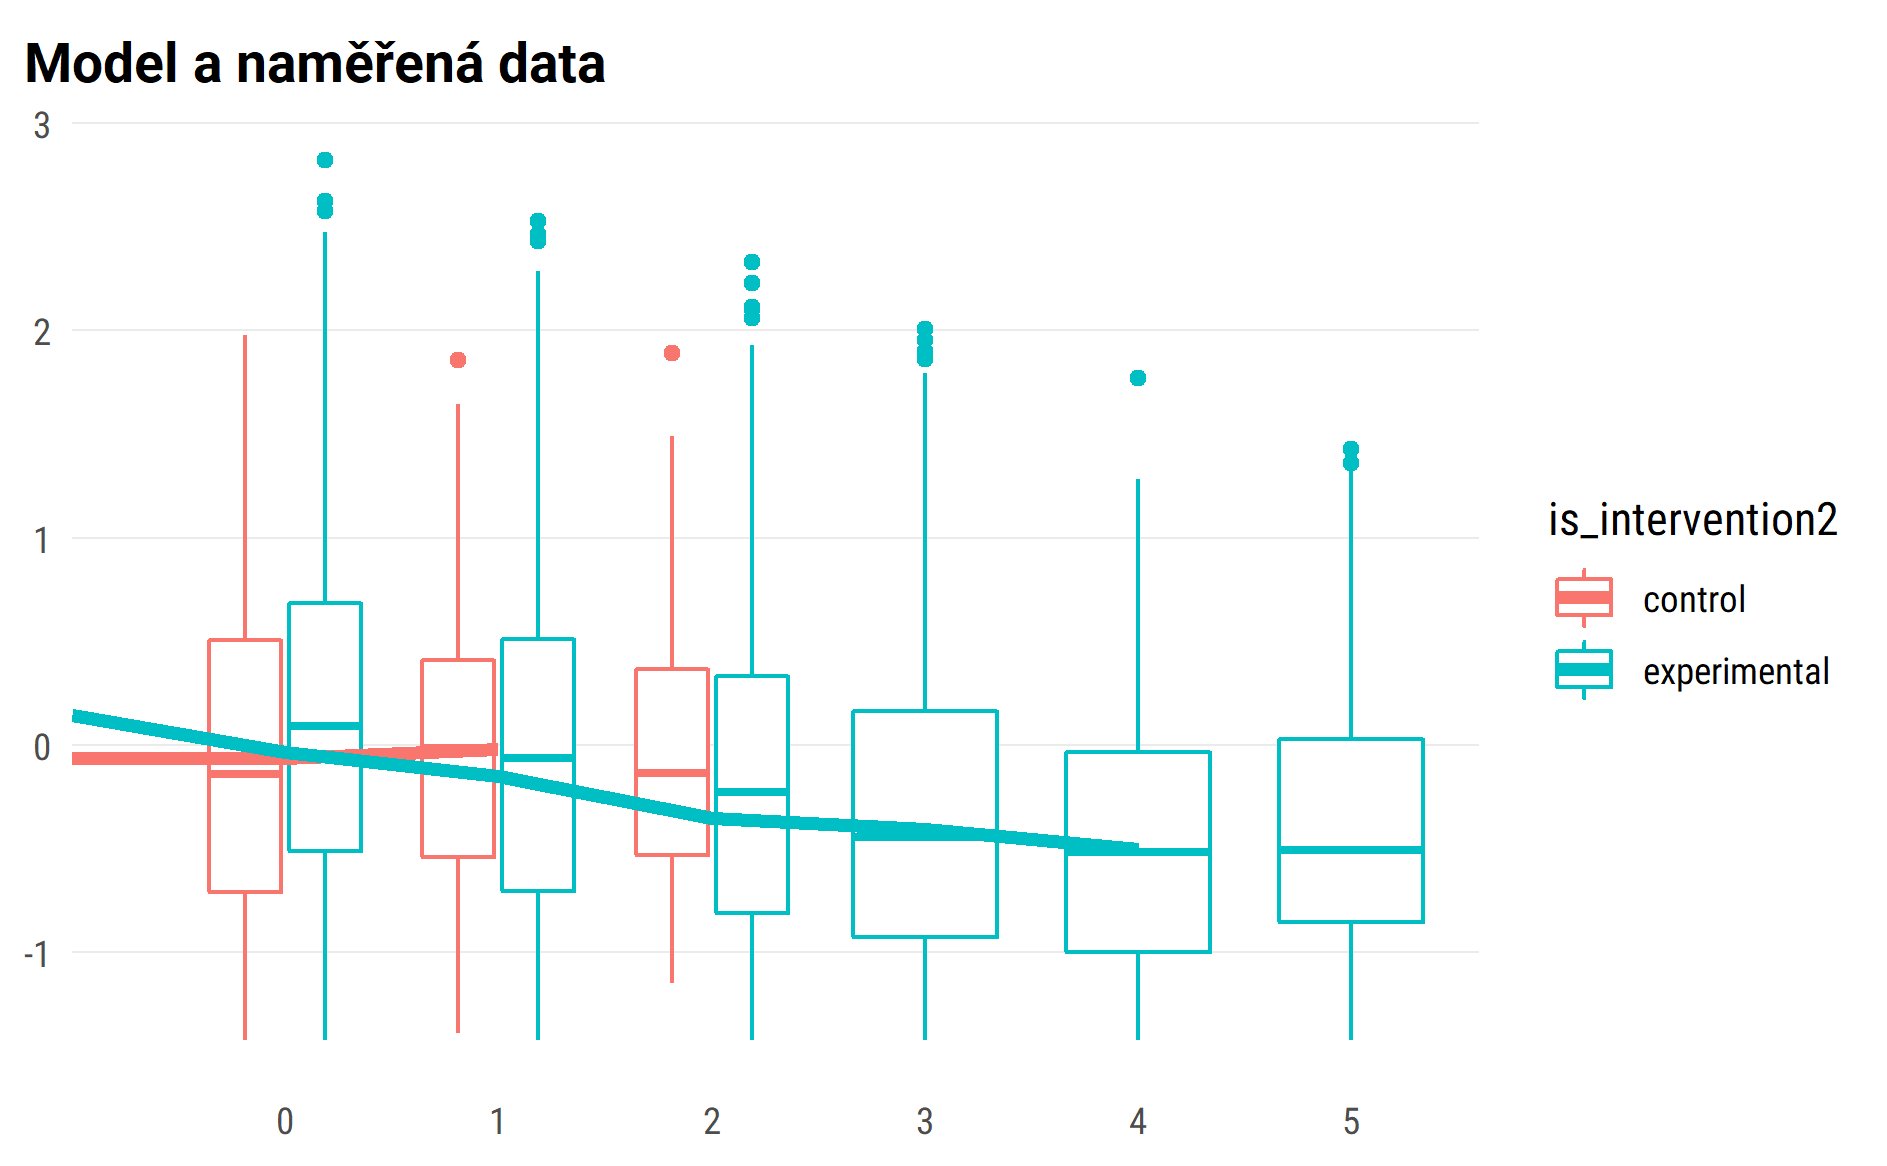 Model a naměřená data
3
2
1
0
-1
0 1 2 3 4 5
is_intervention2
control
experimental